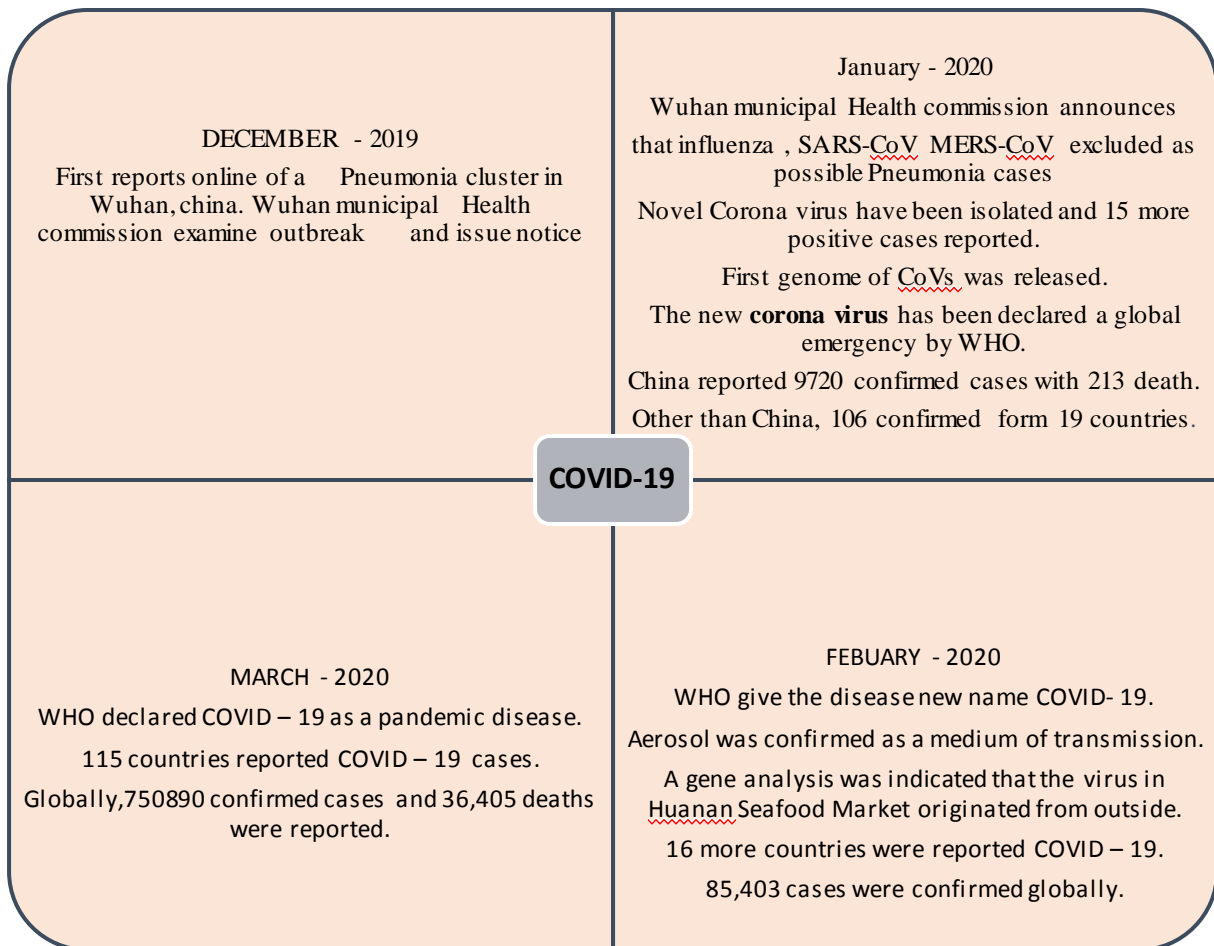 DECEMBER - 2019
First reports online of a Pneumonia cluster in
Wuhan, china. Wuhan municipal Health
commission examine outbreak and issue notice
January - 2020
Wuhan municipal Health commission announces
that influenza , SARS-CoV MERS-CoV excluded as
possible Pneumonia cases
Novel Corona virus have been isolated and 15 more
positive cases reported.
First genome of CoVs was released.
The new corona virus has been declared a global
emergency by WHO.
China reported 9720 confirmed cases with 213 death.
Other than China, 106 confirmed form 19 countries.
COVID-19
MARCH - 2020
WHO declared COVID – 19 as a pandemic disease.
115 countries reported COVID – 19 cases.
Globally,750890 confirmed cases and 36,405 deaths
were reported.
FEBUARY - 2020
WHO give the disease new name COVID- 19.
Aerosol was confirmed as a medium of transmission.
A gene analysis was indicated that the virus in
Huanan Seafood Market originated from outside.
16 more countries were reported COVID – 19.
85,403 cases were confirmed globally.